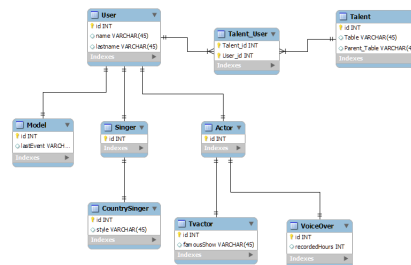 User
id INT
name VARCHAR(45)
lastname VARCHAR(45)
Indexes
Talent_User
Talent_id INT
User_id INT
Indexes
Talent
id INT
Table VARCHAR(45)
Parent_Table VARCHAR(4
Indexes
Model
id INT
lastEvent VARCH...
Indexes
Singer
id INT
Indexes
Actor
id INT
Indexes
CountrySinger
id INT
style VARCHAR(45)
Indexes
Tvactor
id INT
famousShow VARCHAR(45)
Indexes
VoiceOver
id INT
recordedHours INT
Indexes